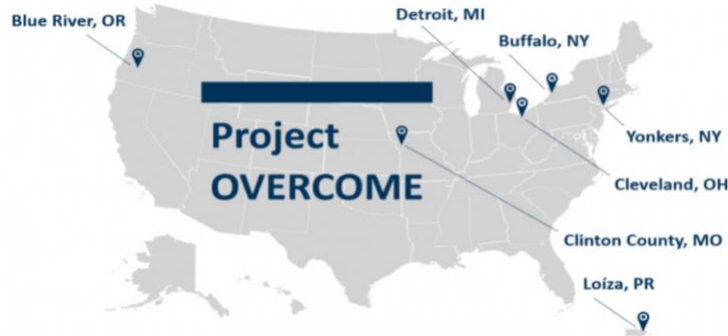 Detroit, MI
Blue River, OR
Buffalo, NY
Project
OVERCOME
Yonkers, NY
Cleveland, OH
Clinton County, MO
Loíza, PR